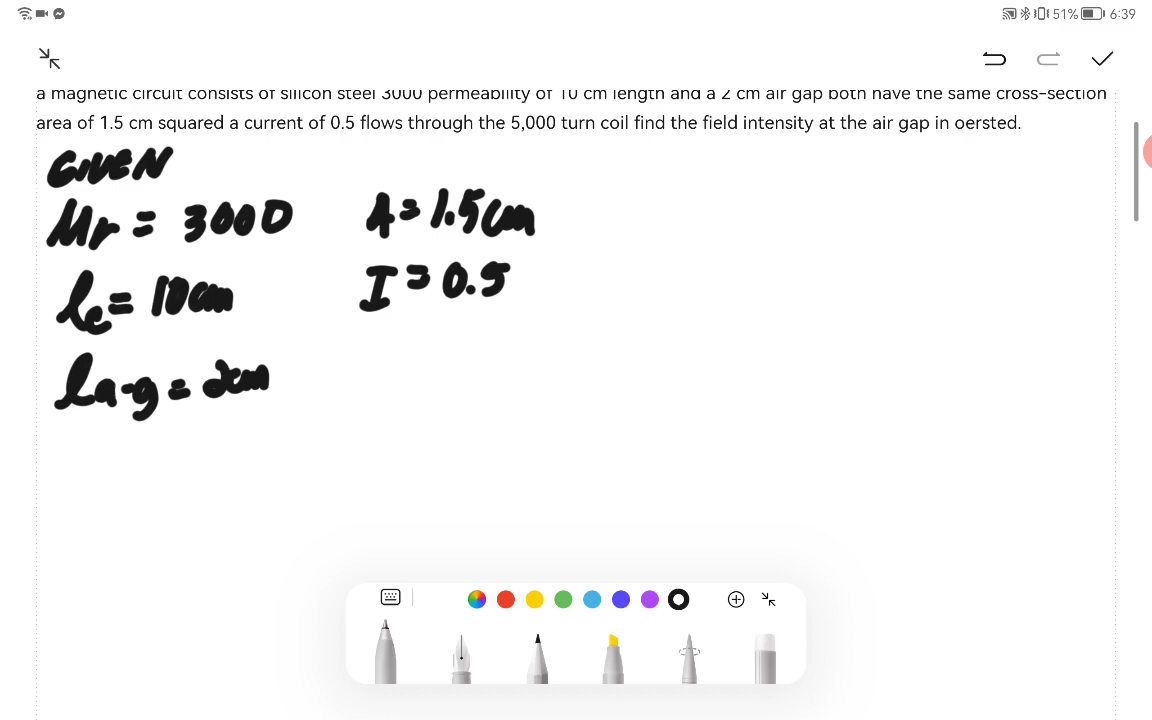 51% 6:39
a magnetic circuit consists of silicon steel 3000 permeability of 10 cm length and a 2 cm air gap both have the same cross-section
area of 1.5 cm squared a current of 0.5 flows through the 5,000 turn coil find the field intensity at the air gap in oersted.
GIVEN
Mr = 3000 A = 1.5cm
lc = 10cm I = 0.5
la-g = 2cm